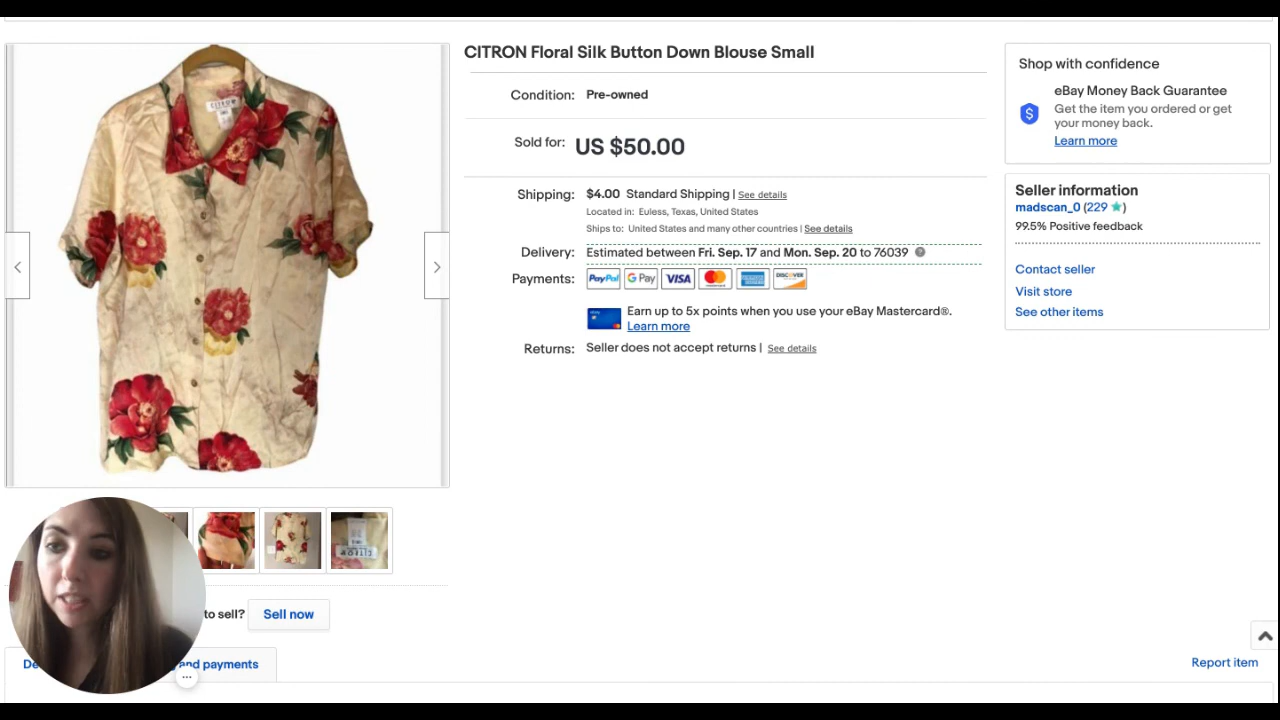 CITRON Floral Silk Button Down Blouse Small
Condition: Pre-owned
Sold for: US $50.00
Shipping: $4.00 Standard Shipping | See details
Located in: Euless, Texas, United States
Ships to: United States and many other countries | See details
Delivery: Estimated between Fri. Sep. 17 and Mon. Sep. 20 to 76039
Payments: PayPal G Pay VISA DISCOVER
Earn up to 5x points when you use your eBay Mastercard®.
Learn more
Returns: Seller does not accept returns | See details
Shop with confidence
eBay Money Back Guarantee
Get the item you ordered or get
your money back.
Learn more
Seller information
madscan_0 (229)
99.5% Positive feedback
Contact seller
Visit store
See other items
CITRON
to sell? Sell now
and payments
Report item